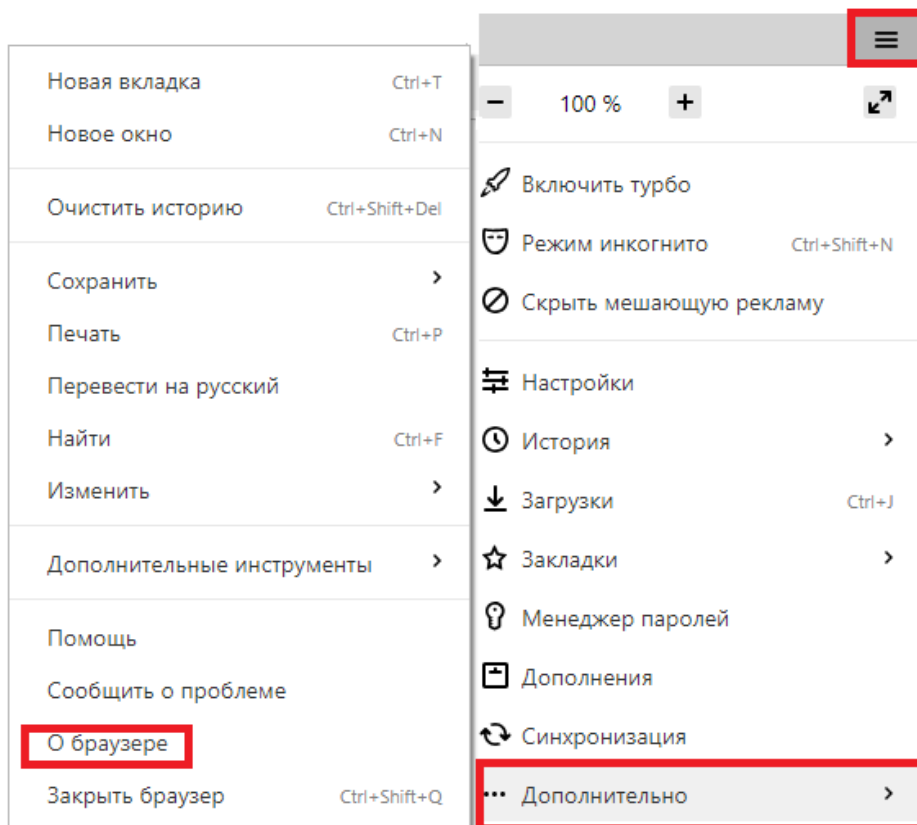 Новая вкладка Ctrl+T
Новое окно Ctrl+N
Очистить историю Ctrl+Shift+Del
Сохранить
Печать Ctrl+P
Перевести на русский
Найти Ctrl+F
Изменить
Дополнительные инструменты
Помощь
Сообщить о проблеме
О браузере
Закрыть браузер Ctrl+Shift+Q
100 %
Включить турбо
Режим инкогнито Ctrl+Shift+N
Скрыть мешающую рекламу
Настройки
История
Загрузки Ctrl+J
Закладки
Менеджер паролей
Дополнения
Синхронизация
Дополнительно